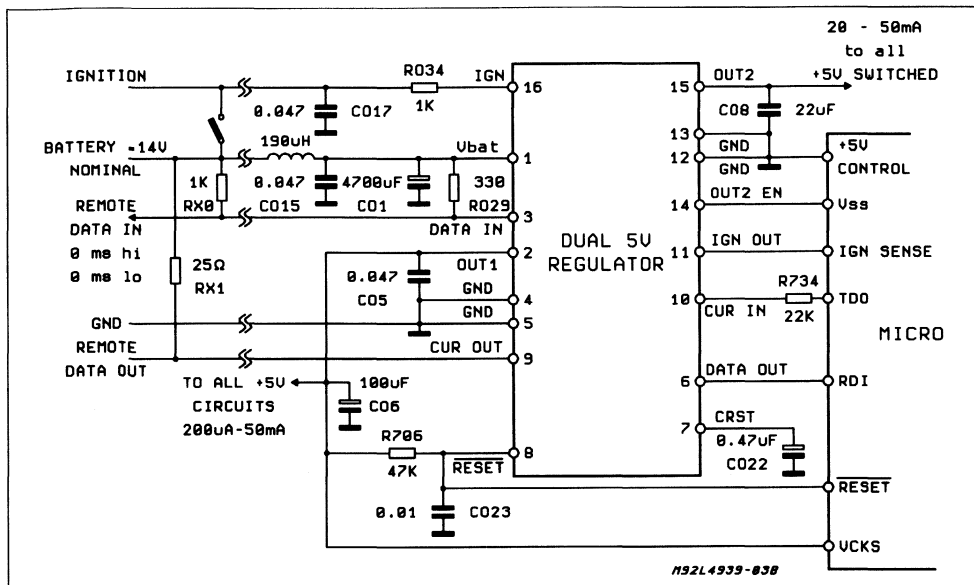 20 - 50mA
to all
+5V SWITCHED
IGNITION
R034
1K
IGN
16
0.047
C017
190uH
BATTERY =14V
NOMINAL
Vbat
1
1K
RX0
0.047
C015
4700uF
C01
330
R029
REMOTE
DATA IN
0 ms hi
0 ms lo
DATA IN
3
25Ω
RX1
OUT1
2
0.047
C05
GND
4
GND
5
GND
REMOTE
DATA OUT
CUR OUT
9
TO ALL +5V
CIRCUITS
200uA-50mA
100uF
C06
R706
47K
RESET
8
0.01
C023
DUAL 5V
REGULATOR
15
OUT2
C08
22uF
13
GND
12
GND
14
OUT2 EN
11
IGN OUT
10
CUR IN
R734
22K
6
DATA OUT
7
CRST
0.47uF
C022
+5V
CONTROL
Vss
IGN SENSE
TDO
MICRO
RDI
RESET
VCKS
M92L4939-03B